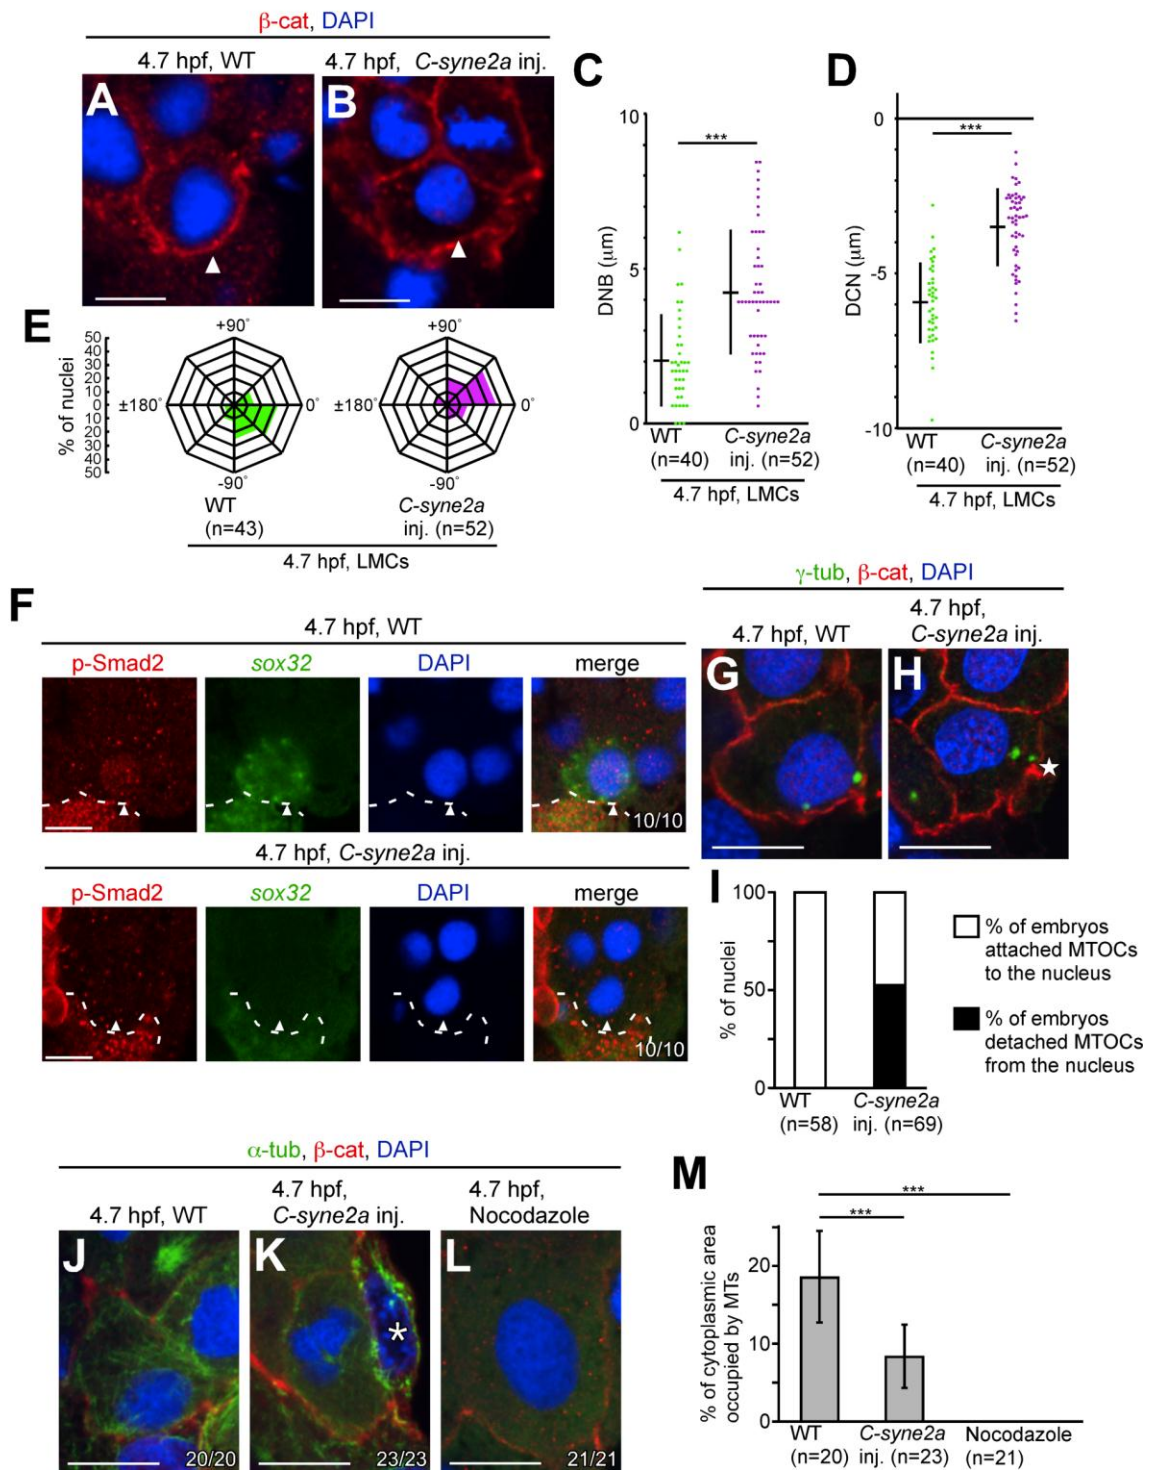 β-cat, DAPI
4.7 hpf, WT
4.7 hpf, C-syne2a inj.
A
B
C
10
5
0
DNB (μm)
***
WT
(n=40)
C-syne2a
inj. (n=52)
4.7 hpf, LMCs
D
0
-5
-10
DCN (μm)
***
WT
(n=40)
C-syne2a
inj. (n=52)
4.7 hpf, LMCs
E
% of nuclei
50
40
30
20
10
0
10
20
30
40
50
+90°
±180°
0°
-90°
WT
(n=43)
+90°
±180°
0°
-90°
C-syne2a
inj. (n=52)
4.7 hpf, LMCs
F
4.7 hpf, WT
p-Smad2
sox32
DAPI
merge
10/10
4.7 hpf, C-syne2a inj.
p-Smad2
sox32
DAPI
merge
10/10
γ-tub, β-cat, DAPI
4.7 hpf, WT
4.7 hpf,
C-syne2a inj.
G
H
I
100
50
0
% of nuclei
WT
(n=58)
C-syne2a
inj. (n=69)
% of embryos
attached MTOCs
to the nucleus
% of embryos
detached MTOCs
from the nucleus
α-tub, β-cat, DAPI
4.7 hpf, WT
4.7 hpf,
C-syne2a inj.
4.7 hpf,
Nocodazole
J
20/20
K
*
23/23
L
21/21
M
***
***
% of cytoplasmic area
occupied by MTs
20
10
0
WT
(n=20)
C-syne2a
inj. (n=23)
Nocodazole
(n=21)